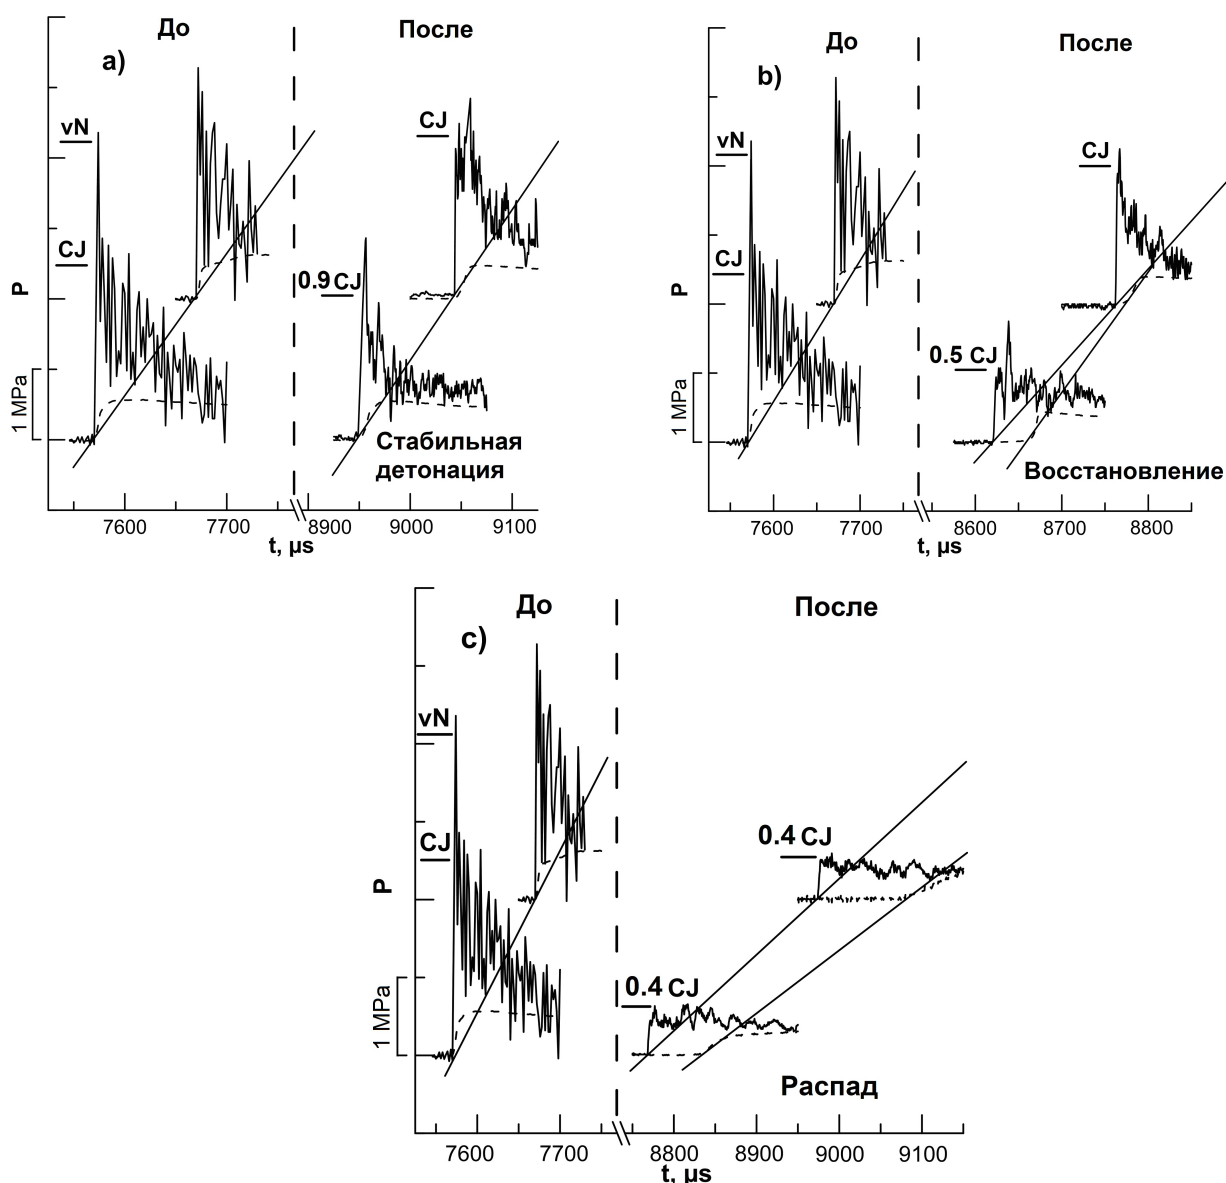 До После
a)
vN
CJ
CJ
0.9 CJ
P
1 MPa
Стабильная
детонация
7600 7700 8900 9000 9100
t, µs
До После
b)
vN
CJ
CJ
0.5 CJ
P
1 MPa
Восстановление
7600 7700 8600 8700 8800
t, µs
До После
c)
vN
CJ
0.4 CJ
0.4 CJ
P
1 MPa
Распад
7600 7700 8800 8900 9000 9100
t, µs